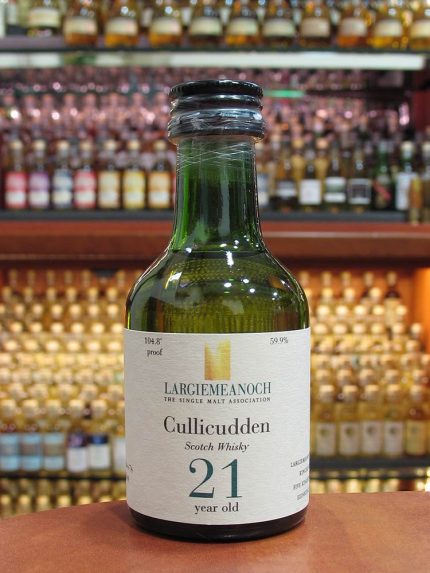 104.8°
proof
59.9%
LARGIEMEANOCH
THE SINGLE MALT ASSOCIATION
Cullicudden
Scotch Whisky
21
year old